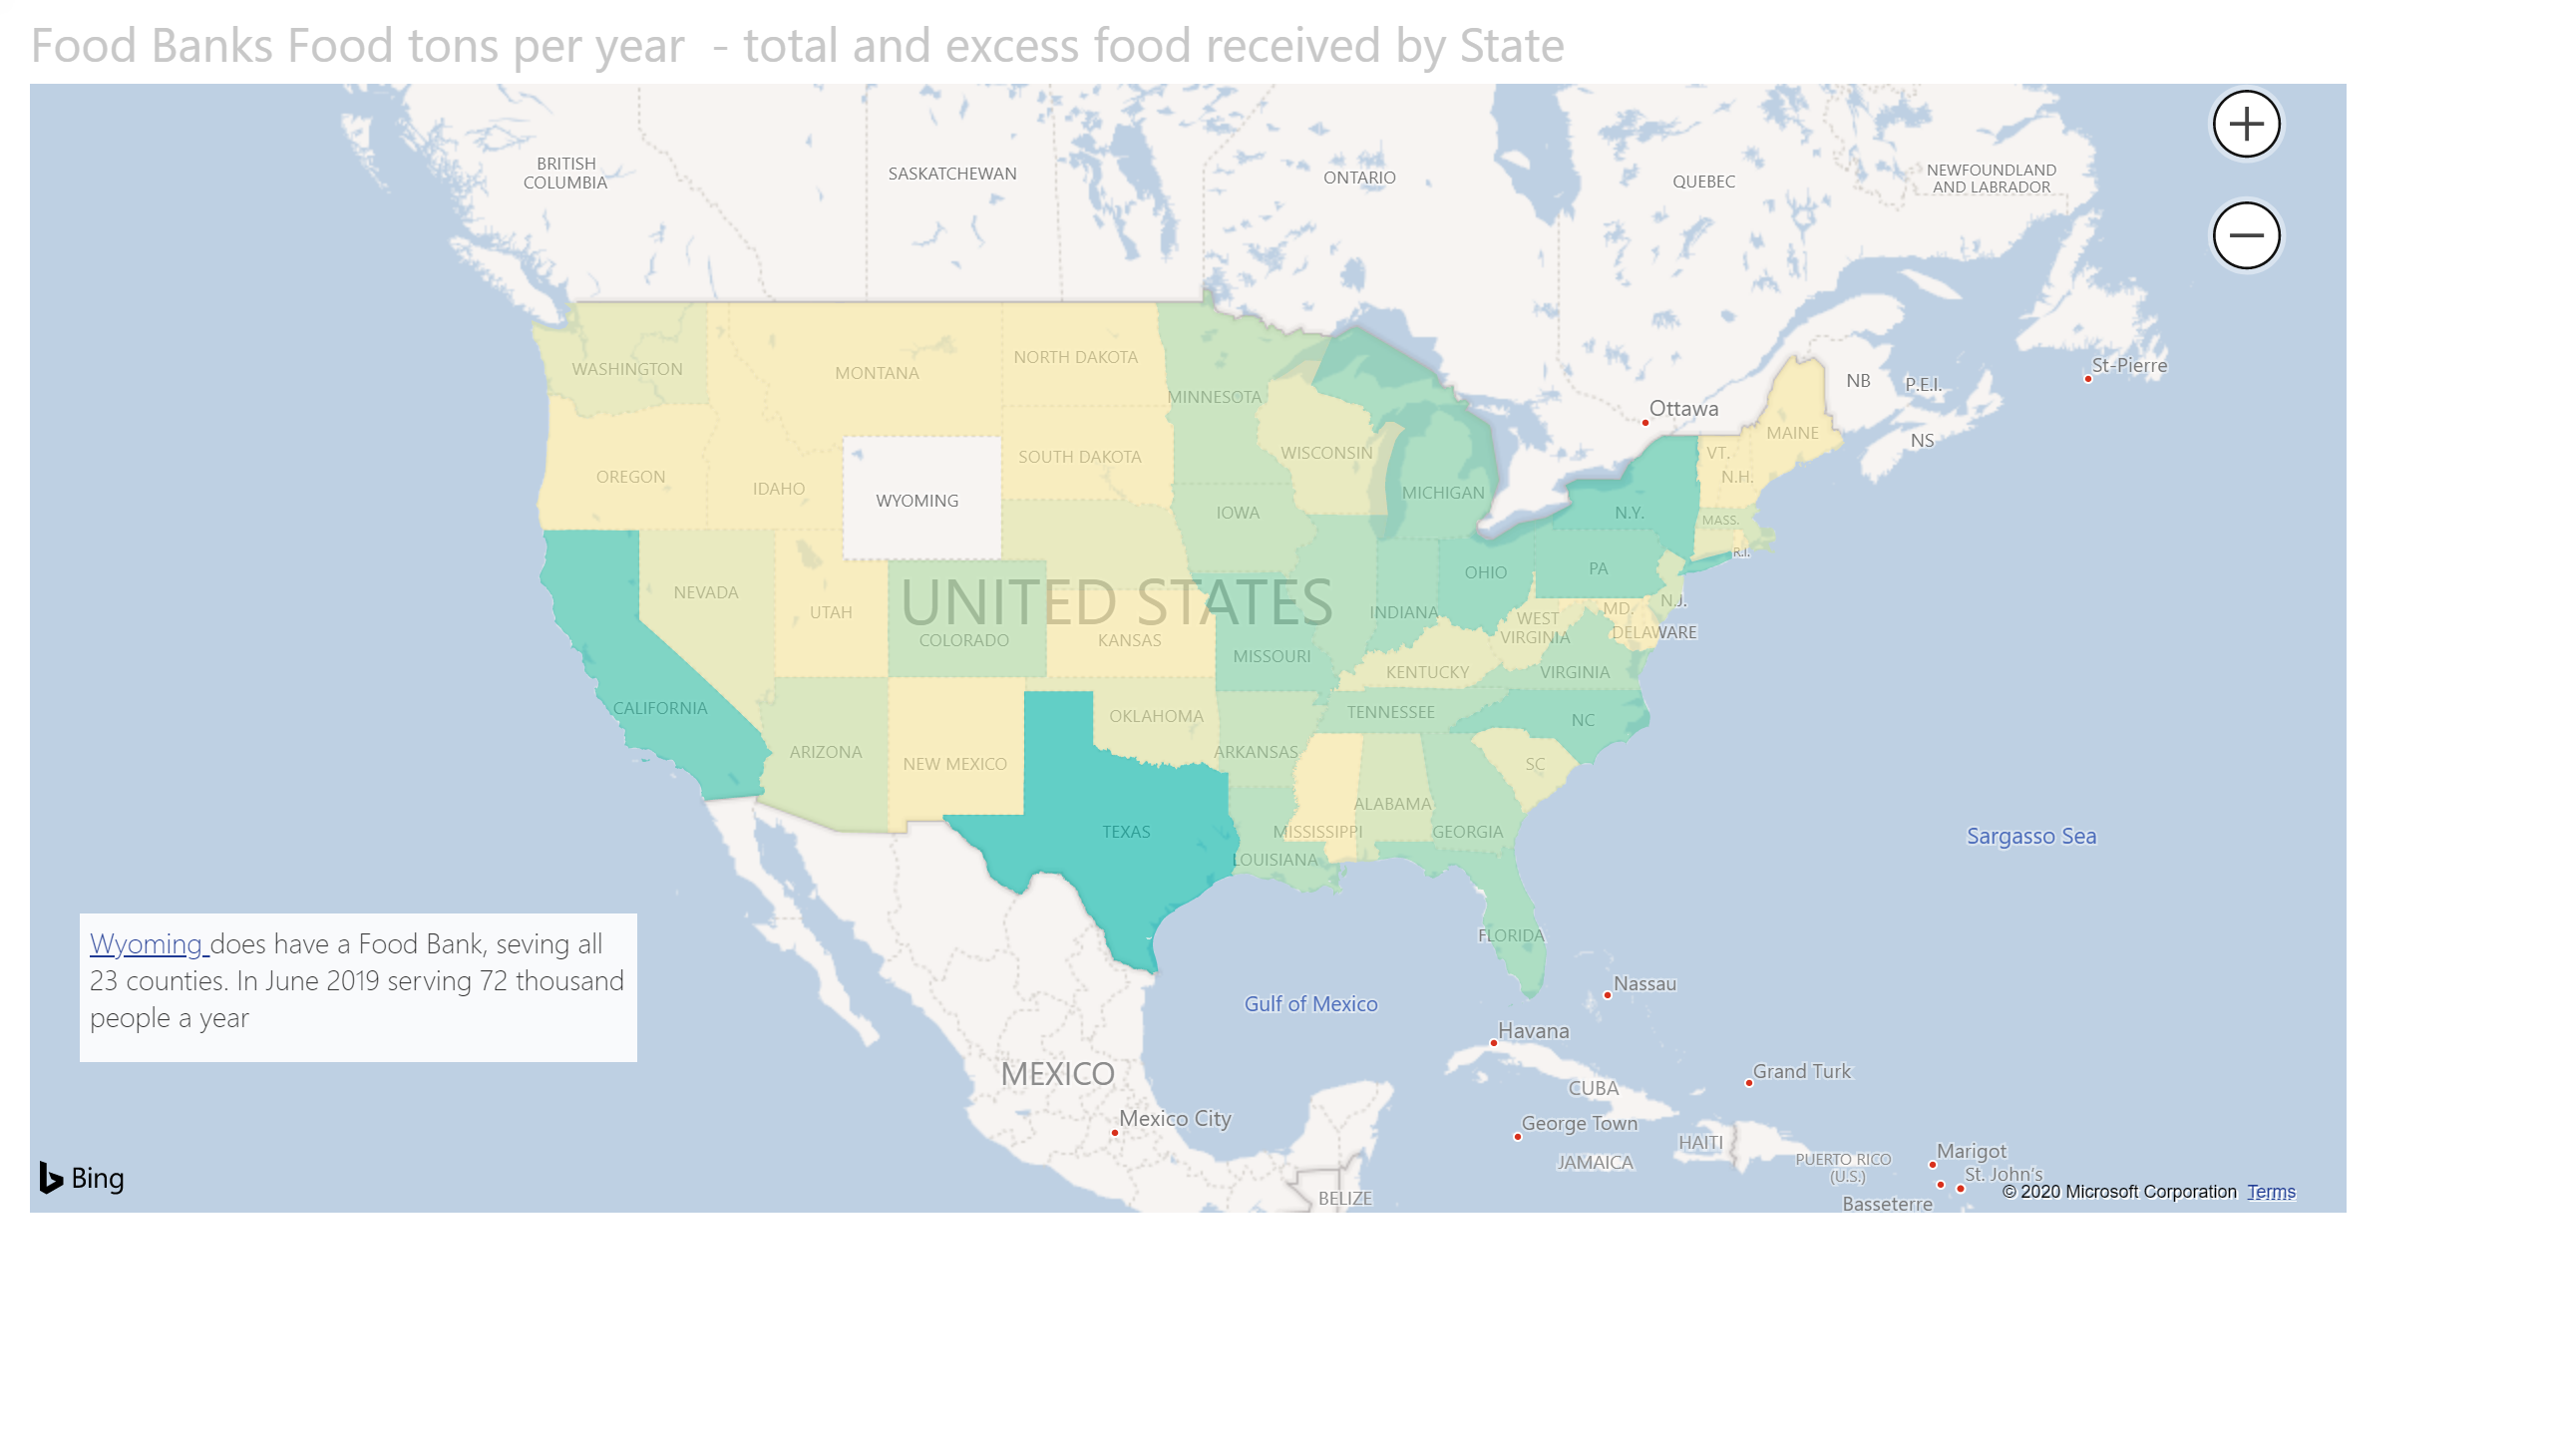 Food Banks Food tons per year - total and excess food received by State
BRITISH
COLUMBIA
SASKATCHEWAN
ONTARIO
QUEBEC
NEWFOUNDLAND
AND LABRADOR
WASHINGTON
MONTANA
NORTH DAKOTA
MINNESOTA
St-Pierre
NB
P.E.I.
Ottawa
MAINE
NS
OREGON
IDAHO
WYOMING
SOUTH DAKOTA
WISCONSIN
MICHIGAN
VT.
N.H.
IOWA
N.Y.
MASS.
R.I.
NEVADA
UTAH
UNITED STATES
COLORADO
KANSAS
MISSOURI
INDIANA
OHIO
PA
N.J.
MD.
DELAWARE
WEST
VIRGINIA
KENTUCKY
VIRGINIA
CALIFORNIA
ARIZONA
NEW MEXICO
OKLAHOMA
ARKANSAS
TENNESSEE
NC
SC
TEXAS
MISSISSIPPI
ALABAMA
GEORGIA
LOUISIANA
FLORIDA
Sargasso Sea
Wyoming does have a Food Bank, seving all
23 counties. In June 2019 serving 72 thousand
people a year
Gulf of Mexico
Nassau
Havana
MEXICO
CUBA
Grand Turk
Mexico City
George Town
HAITI
JAMAICA
PUERTO RICO
(U.S.)
Marigot
St. John's
Basseterre
BELIZE
Bing
© 2020 Microsoft Corporation Terms